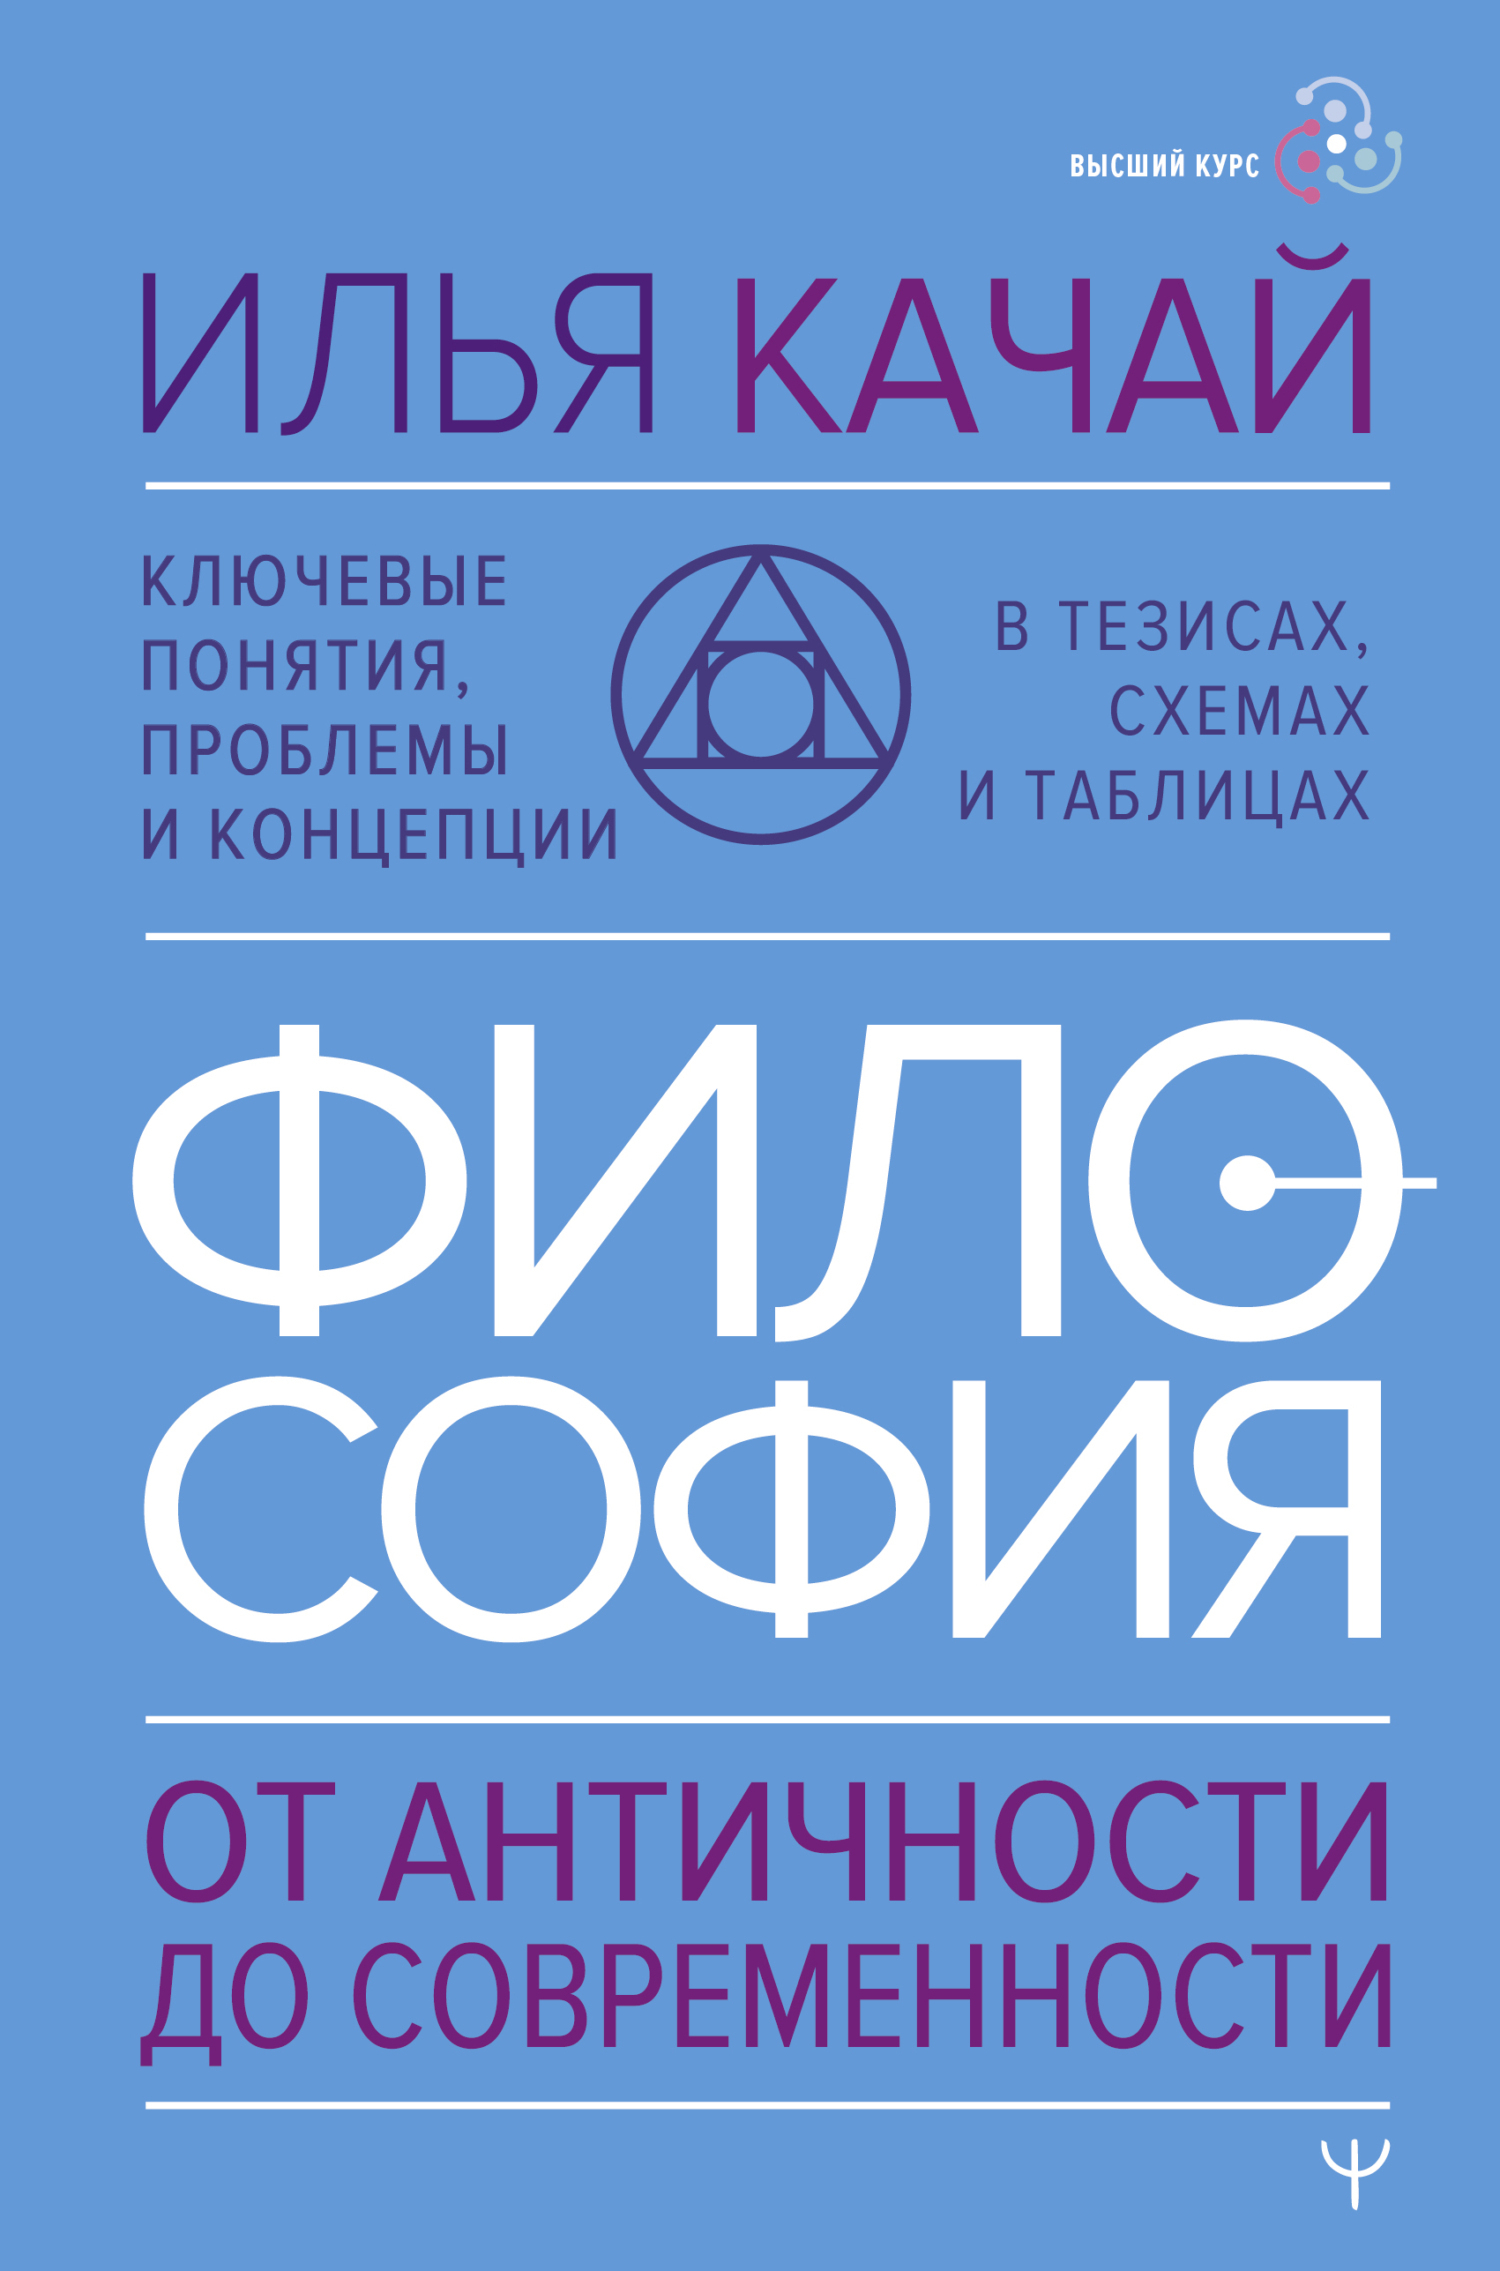 ВЫСШИЙ КУРС
ИЛЬЯ КАЧАЙ
КЛЮЧЕВЫЕ
ПОНЯТИЯ,
ПРОБЛЕМЫ
И КОНЦЕПЦИИ
В ТЕЗИСАХ,
СХЕМАХ
И ТАБЛИЦАХ
ФИЛО
СОФИЯ
ОТ АНТИЧНОСТИ
ДО СОВРЕМЕННОСТИ